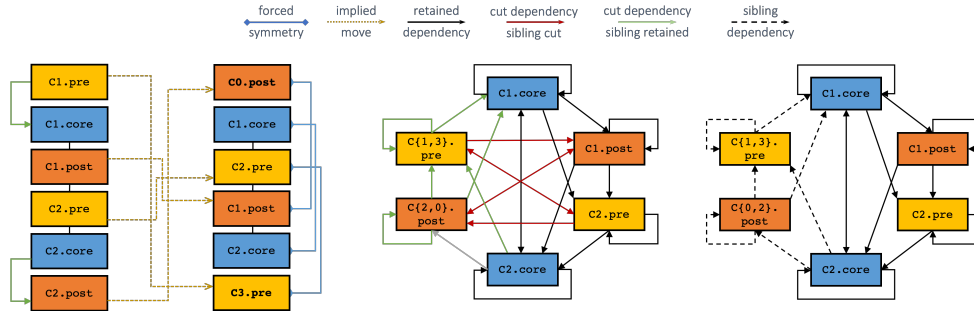 forced
symmetry
implied
move
retained
dependency
cut dependency
sibling cut
cut dependency
sibling retained
sibling
dependency
C1.pre
C1.core
C1.post
C2.pre
C2.core
C2.post
C0.post
C1.core
C2.pre
C1.post
C2.core
C3.pre
C1.core
C{1,3}.
pre
C1.post
C{2,0}.
post
C2.pre
C2.core
C1.core
C{1,3}.
pre
C1.post
C{0,2}.
post
C2.pre
C2.core